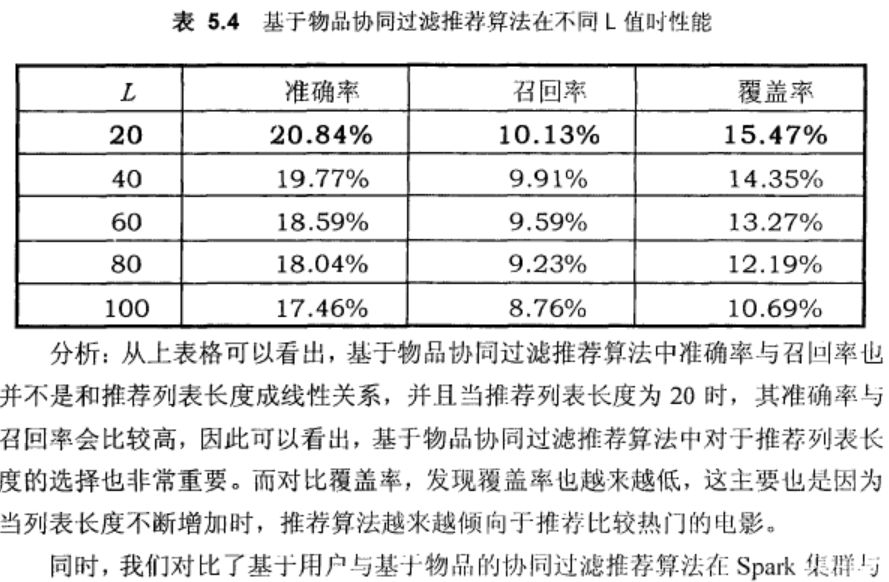 表 5.4 基于物品协同过滤推荐算法在不同 L 值时性能
L 准确率 召回率 覆盖率
20 20.84% 10.13% 15.47%
40 19.77% 9.91% 14.35%
60 18.59% 9.59% 13.27%
80 18.04% 9.23% 12.19%
100 17.46% 8.76% 10.69%
分析：从上表格可以看出，基于物品协同过滤推荐算法中准确率与召回率也
并不是和推荐列表长度成线性关系，并且当推荐列表长度为 20 时，其准确率与
召回率会比较高，因此可以看出，基于物品协同过滤推荐算法中对于推荐列表长
度的选择也非常重要。而对比覆盖率，发现覆盖率也越来越低，这主要也是因为
当列表长度不断增加时，推荐算法越来越倾向于推荐比较热门的电影。
同时，我们对比了基于用户与基于物品的协同过滤推荐算法在 Spark 集群与